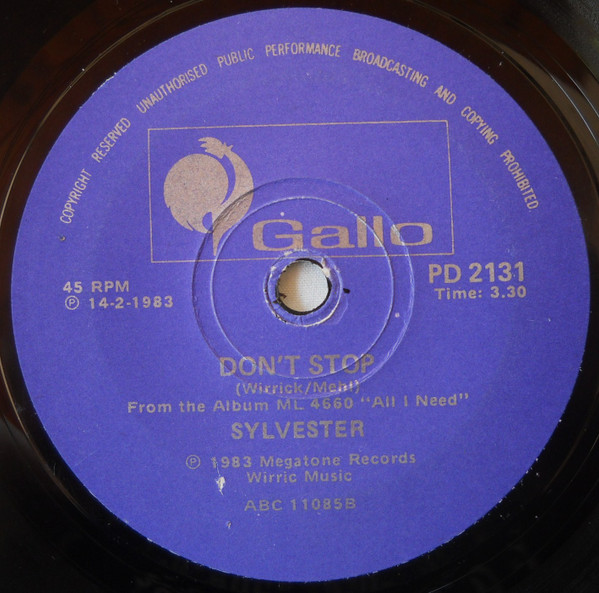 COPYRIGHT RESERVED UNAUTHORISED PUBLIC PERFORMANCE BROADCASTING AND COPYING PROHIBITED.
Gallo
PD 2131
Time: 3.30
45 RPM
℗ 14-2-1983
DON'T STOP
(Wirrick/Mehl)
From the Album ML 4660 "All I Need"
SYLVESTER
℗ 1983 Megatone Records
Wirric Music
ABC 11085B